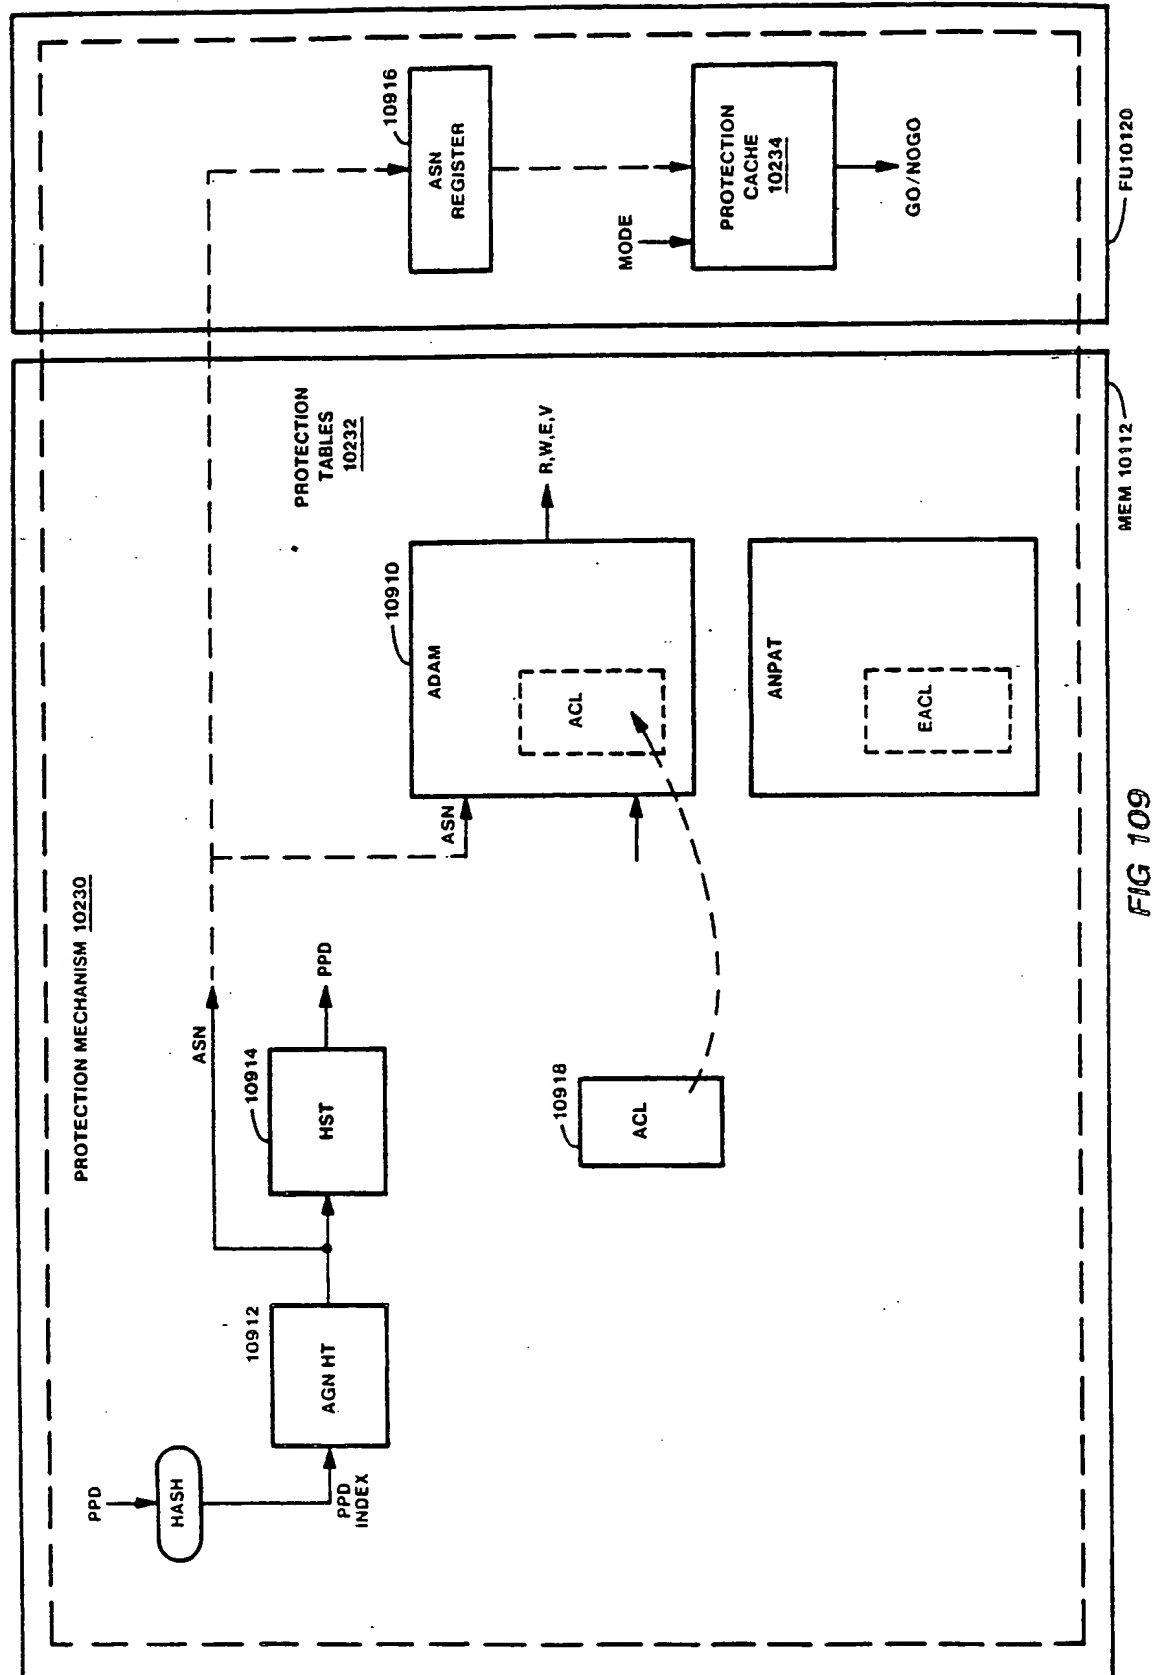 PROTECTION MECHANISM 10230
PPD
HASH
PPD
INDEX
10912
AGN HT
ASN
10914
HST
PPD
10918
ACL
ASN
10910
ADAM
ACL
R,W,E,V
PROTECTION
TABLES
10232
ANPAT
EACL
MEM 10112
10916
ASN
REGISTER
MODE
PROTECTION
CACHE
10234
GO/NOGO
FU10120
FIG 109